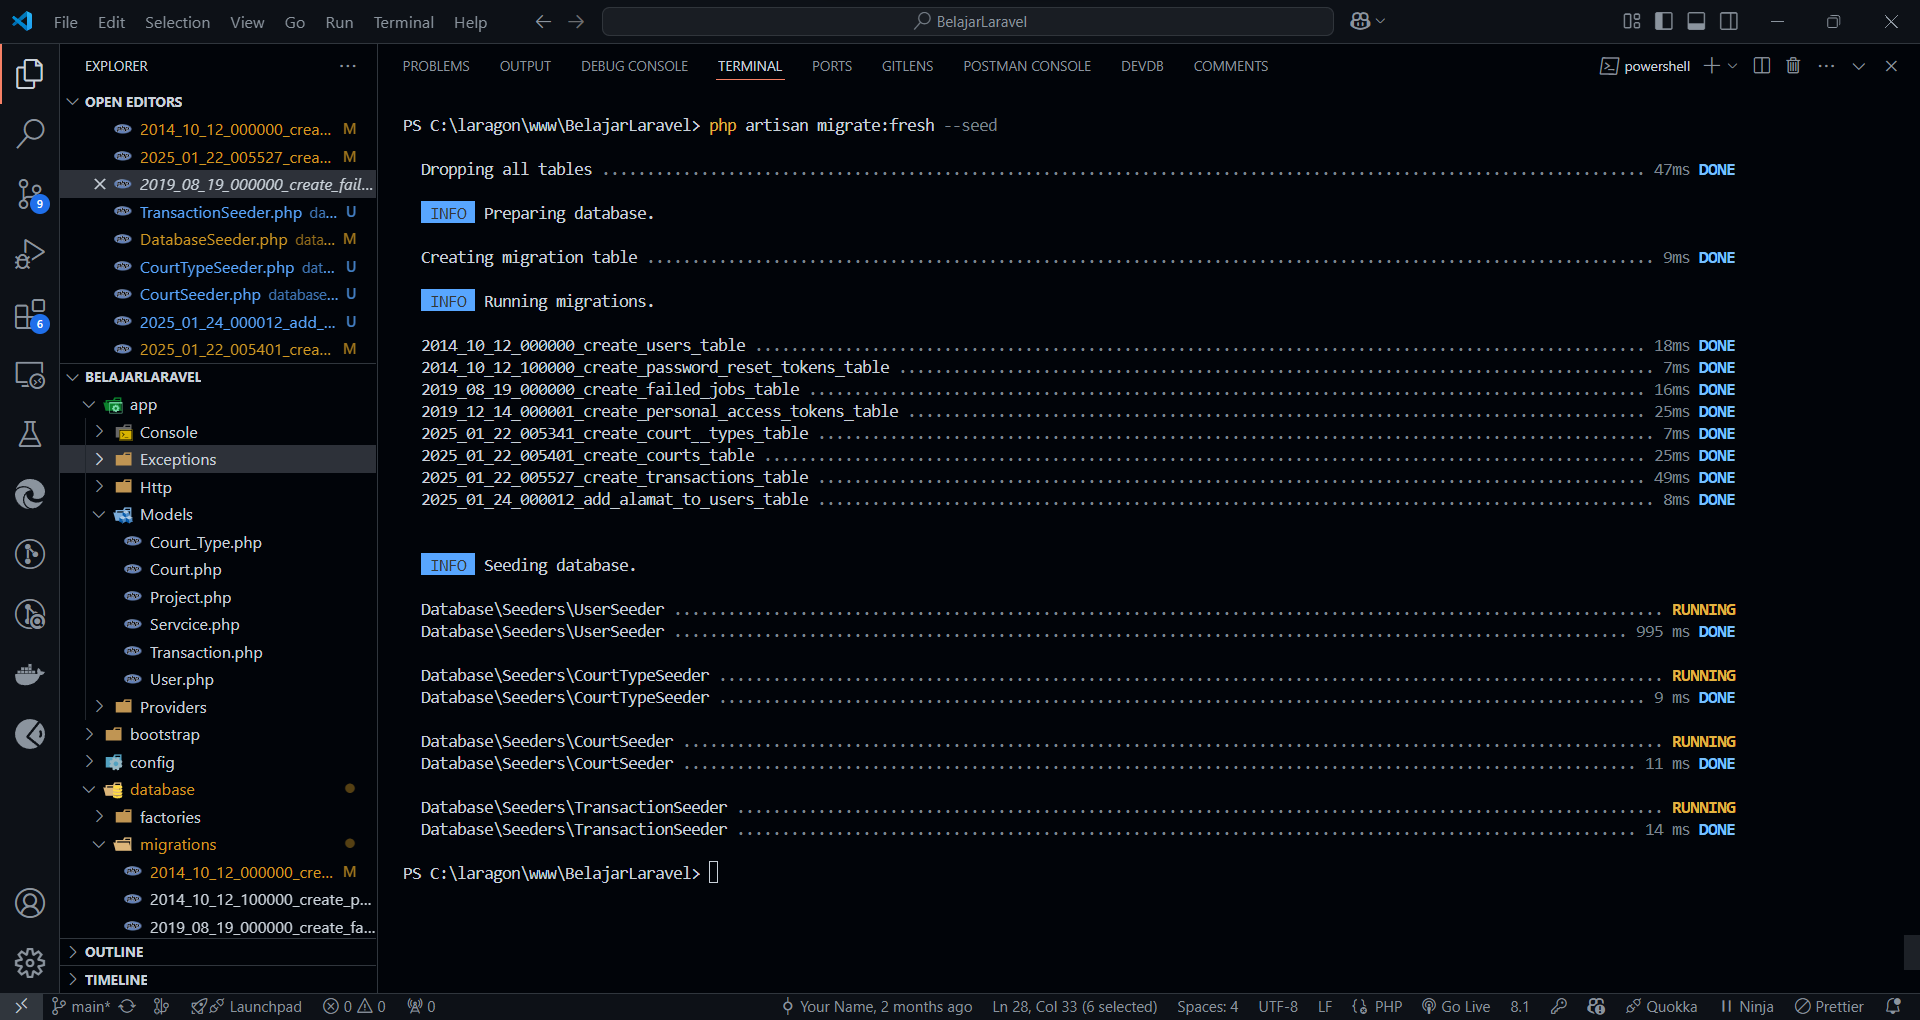 File Edit Selection View Go Run Terminal Help
BelajarLaravel
EXPLORER
PROBLEMS OUTPUT DEBUG CONSOLE TERMINAL PORTS GITLENS POSTMAN CONSOLE DEVDB COMMENTS
powershell
OPEN EDITORS
2014_10_12_000000_crea... M
2025_01_22_005527_crea... M
2019_08_19_000000_create_fail...
TransactionSeeder.php da... U
DatabaseSeeder.php data... M
CourtTypeSeeder.php dat... U
CourtSeeder.php database... U
2025_01_24_000012_add_... U
2025_01_22_005401_crea... M
BELAJARLARAVEL
app
Console
Exceptions
Http
Models
Court_Type.php
Court.php
Project.php
Servcice.php
Transaction.php
User.php
Providers
bootstrap
config
database
factories
migrations
2014_10_12_000000_cre... M
2014_10_12_100000_create_p...
2019_08_19_000000_create_fa...
OUTLINE
TIMELINE
PS C:\laragon\www\BelajarLaravel> php artisan migrate:fresh --seed
Dropping all tables ... 47ms DONE
INFO Preparing database.
Creating migration table ... 9ms DONE
INFO Running migrations.
2014_10_12_000000_create_users_table ... 18ms DONE
2014_10_12_100000_create_password_reset_tokens_table ... 7ms DONE
2019_08_19_000000_create_failed_jobs_table ... 16ms DONE
2019_12_14_000001_create_personal_access_tokens_table ... 25ms DONE
2025_01_22_005341_create_court__types_table ... 7ms DONE
2025_01_22_005401_create_courts_table ... 25ms DONE
2025_01_22_005527_create_transactions_table ... 49ms DONE
2025_01_24_000012_add_alamat_to_users_table ... 8ms DONE
INFO Seeding database.
Database\Seeders\UserSeeder ... RUNNING
Database\Seeders\UserSeeder ... 995 ms DONE
Database\Seeders\CourtTypeSeeder ... RUNNING
Database\Seeders\CourtTypeSeeder ... 9 ms DONE
Database\Seeders\CourtSeeder ... RUNNING
Database\Seeders\CourtSeeder ... 11 ms DONE
Database\Seeders\TransactionSeeder ... RUNNING
Database\Seeders\TransactionSeeder ... 14 ms DONE
PS C:\laragon\www\BelajarLaravel>
9
6
main* Launchpad 0 0 0 Your Name, 2 months ago Ln 28, Col 33 (6 selected) Spaces: 4 UTF-8 LF PHP Go Live 8.1 Quokka Ninja Prettier